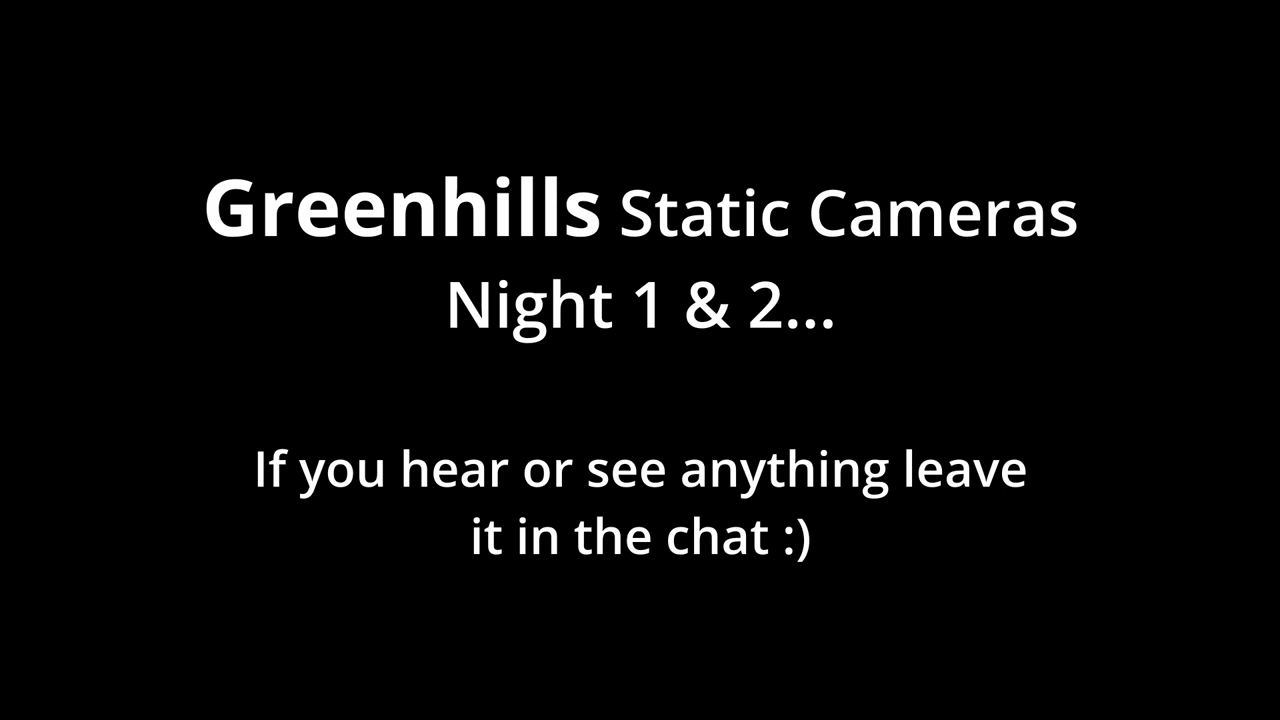 Greenhills Static Cameras
Night 1 & 2...
If you hear or see anything leave
it in the chat :)